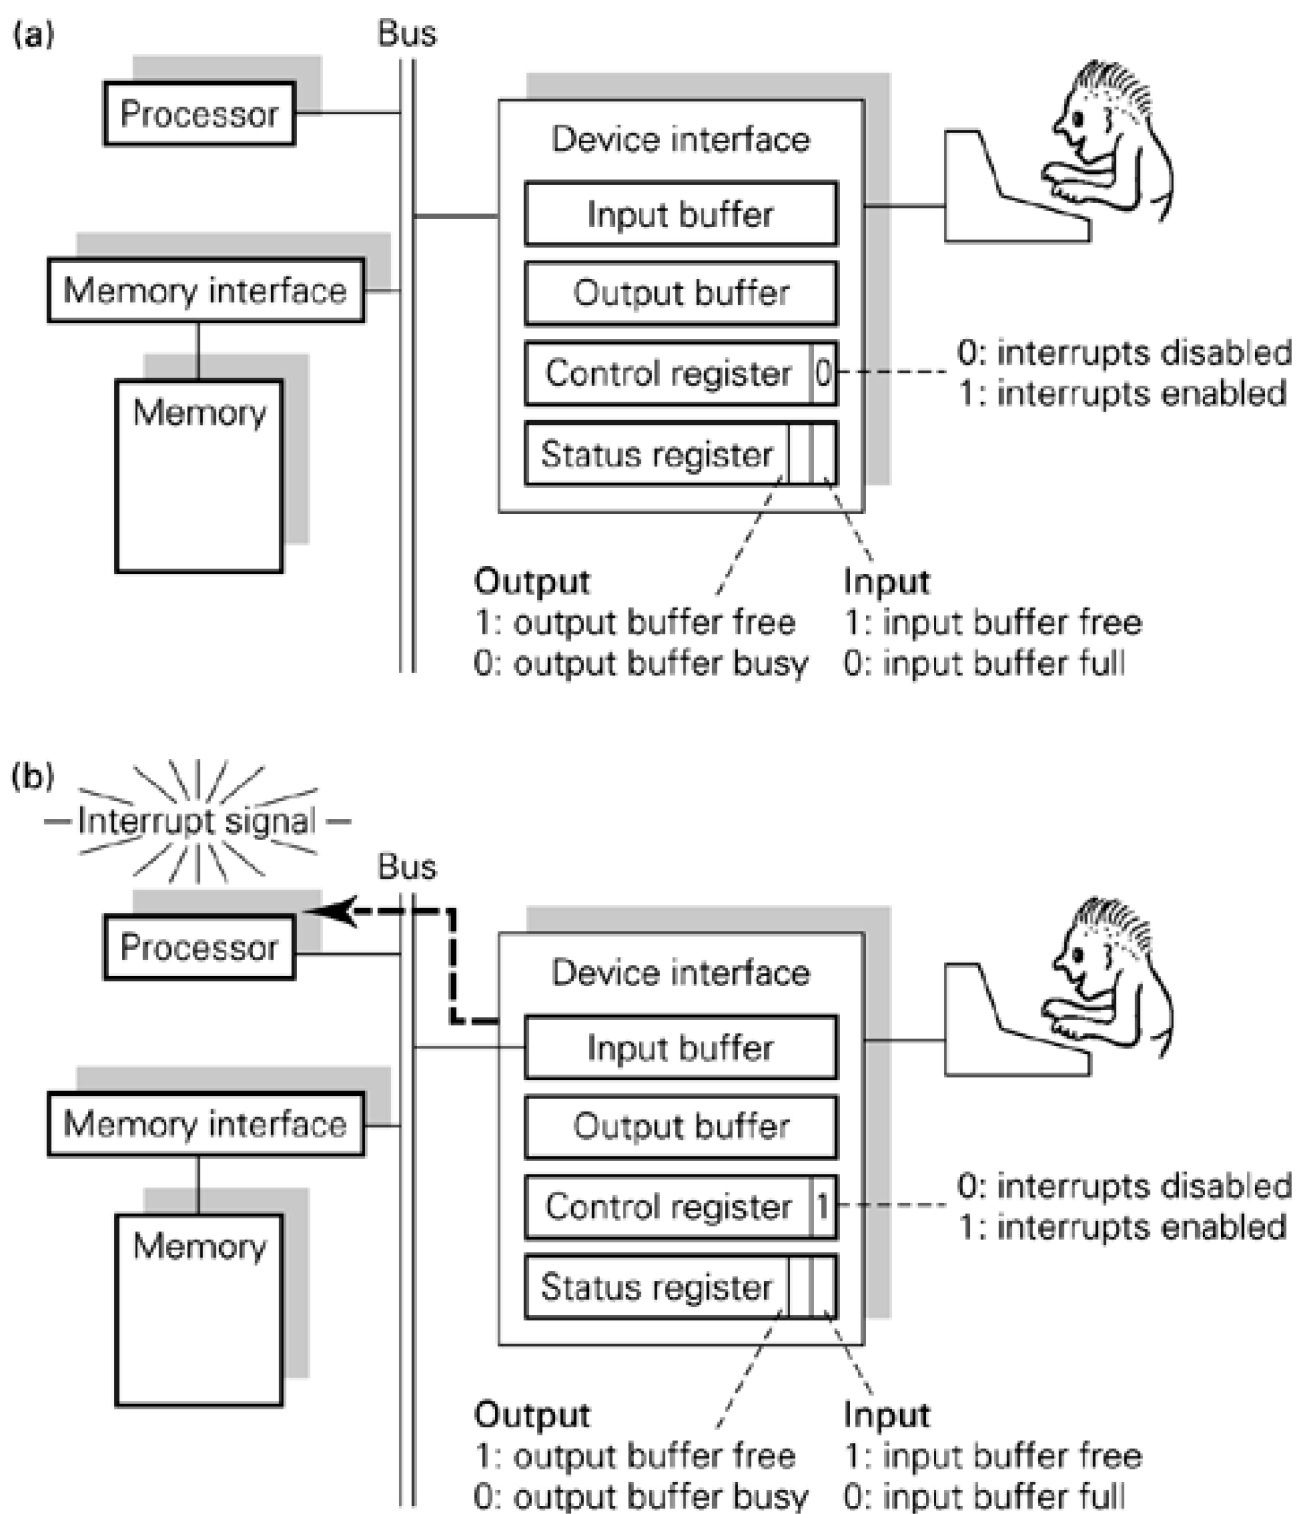 (a)
Bus
Processor
Device interface
Input buffer
Memory interface
Output buffer
Control register 0
0: interrupts disabled
1: interrupts enabled
Memory
Status register
Output
1: output buffer free
0: output buffer busy
Input
1: input buffer free
0: input buffer full
(b)
Interrupt signal
Bus
Processor
Device interface
Input buffer
Memory interface
Output buffer
Control register 1
0: interrupts disabled
1: interrupts enabled
Memory
Status register
Output
1: output buffer free
0: output buffer busy
Input
1: input buffer free
0: input buffer full